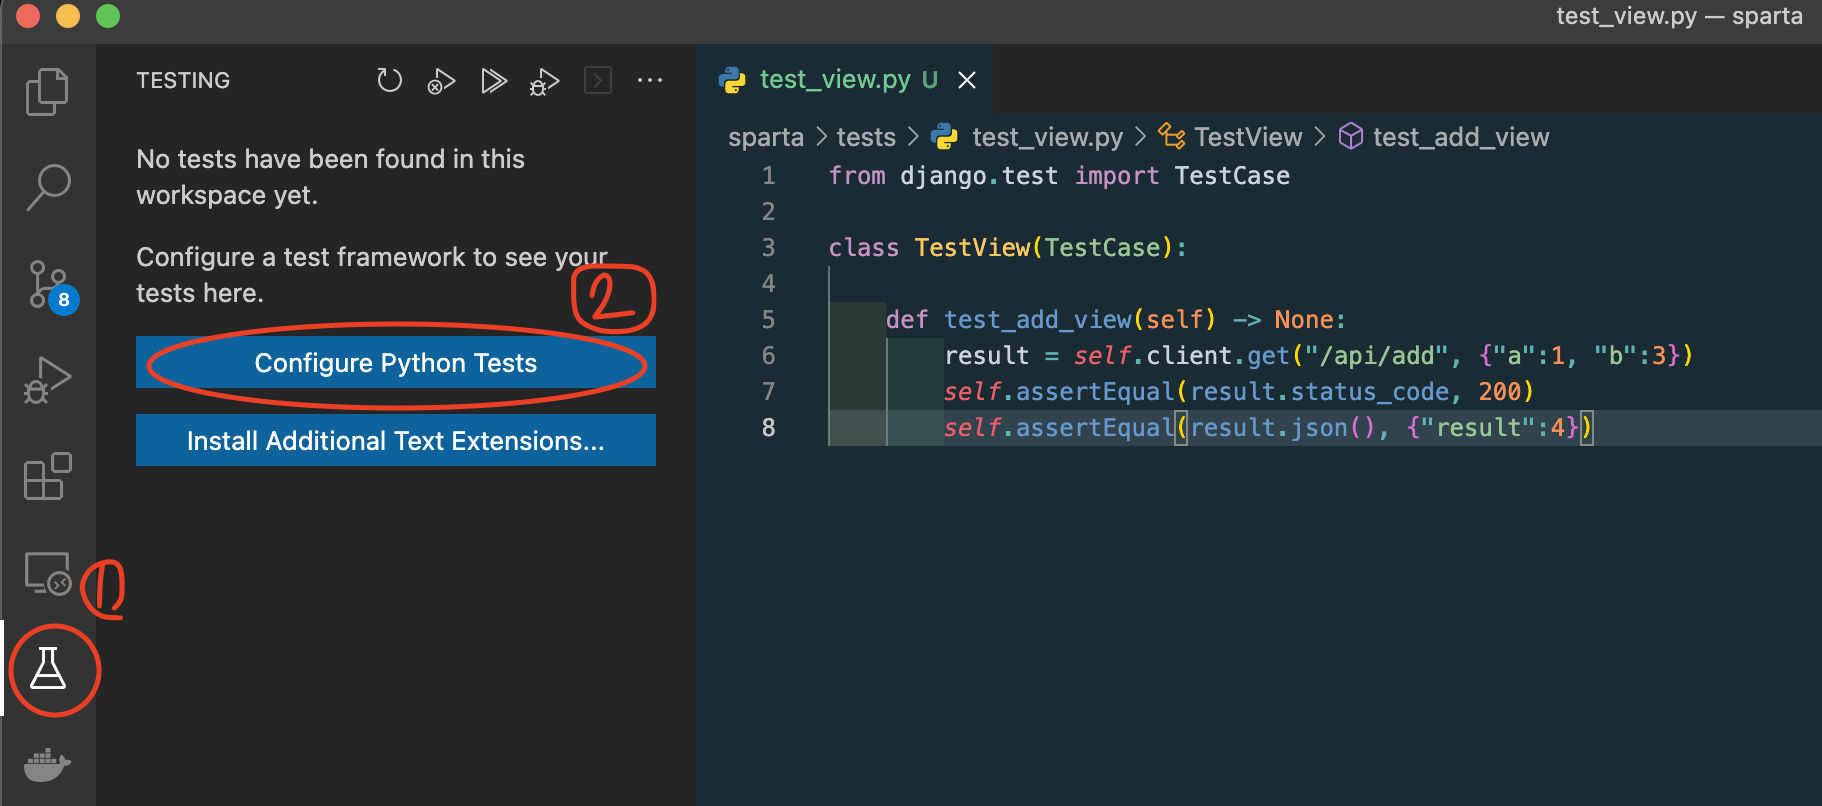 test_view.py — sparta
TESTING
No tests have been found in this
workspace yet.
Configure a test framework to see your
tests here.
2
Configure Python Tests
Install Additional Text Extensions...
8
1
test_view.py U
sparta > tests > test_view.py > TestView > test_add_view
1 from django.test import TestCase
2
3 class TestView(TestCase):
4
5     def test_add_view(self) -> None:
6         result = self.client.get("/api/add", {"a":1, "b":3})
7         self.assertEqual(result.status_code, 200)
8         self.assertEqual(result.json(), {"result":4})